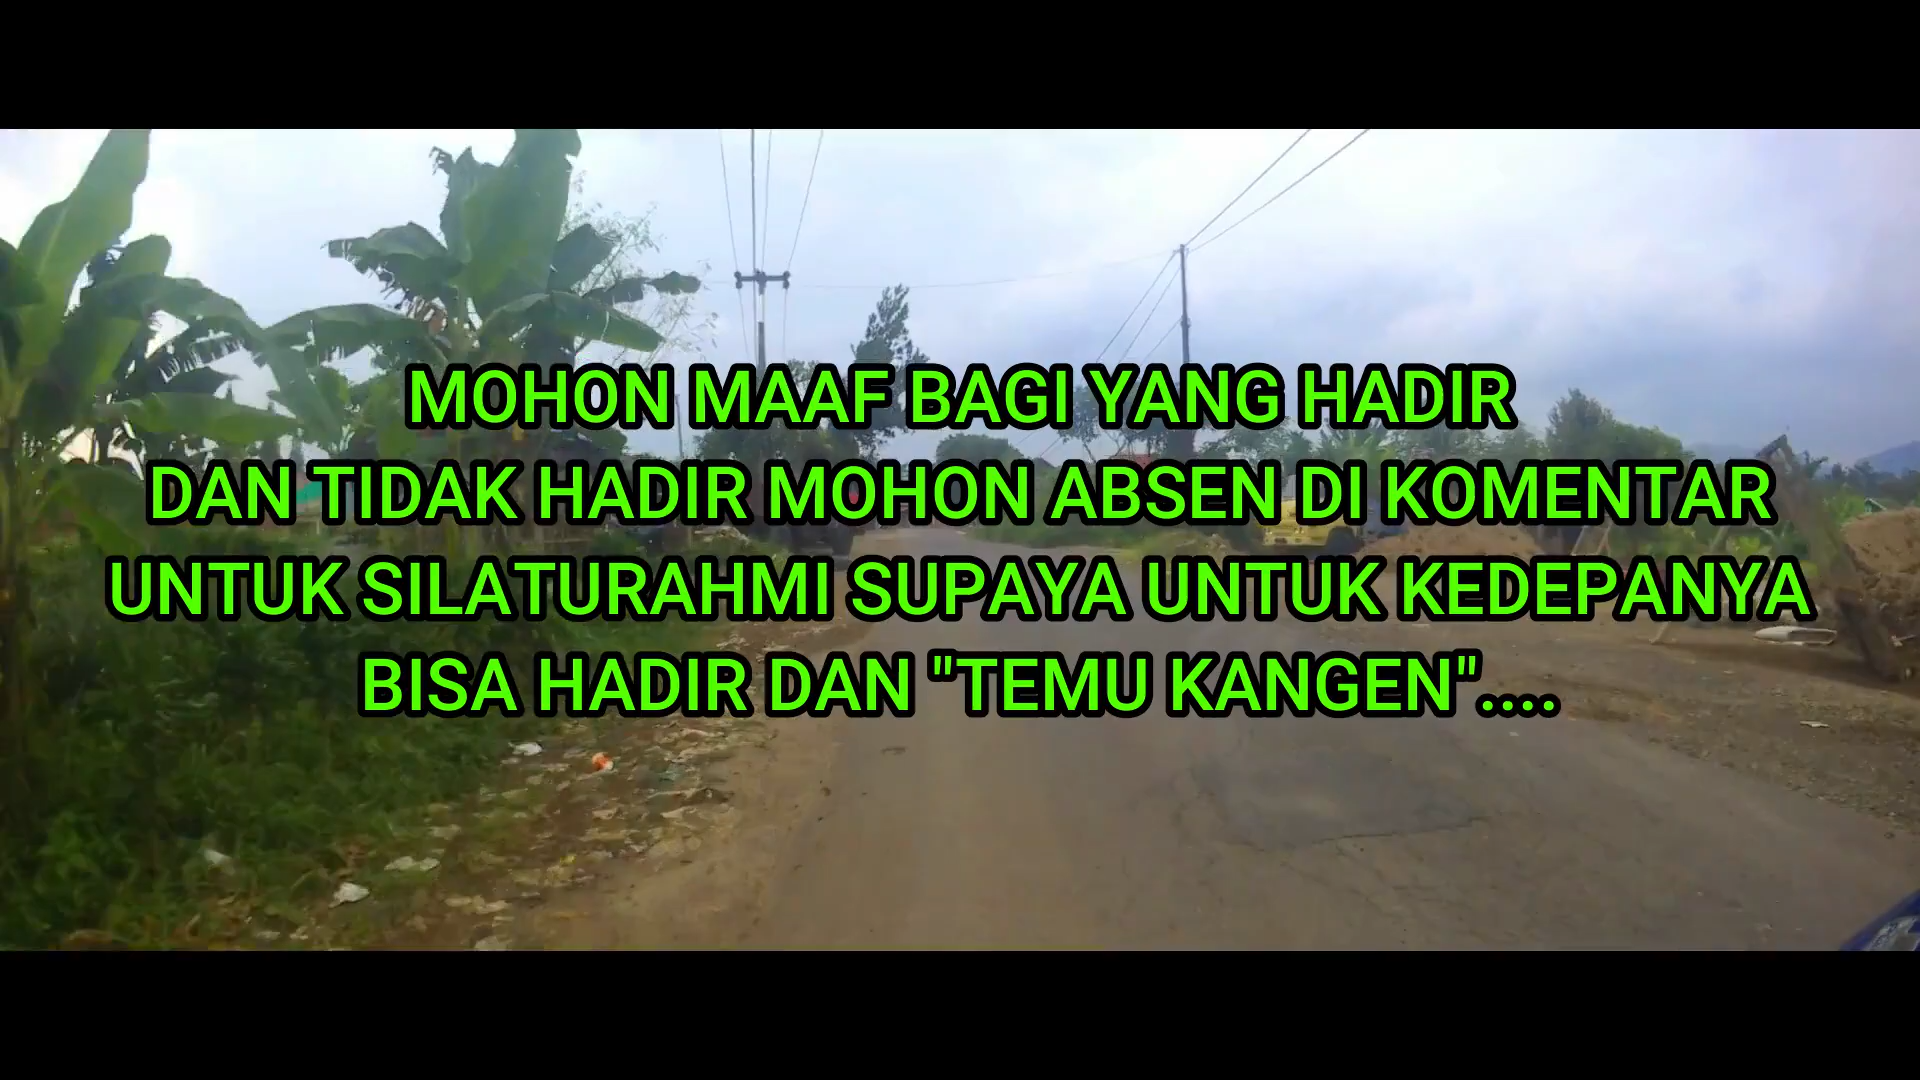 MOHON MAAF BAGI YANG HADIR
DAN TIDAK HADIR MOHON ABSEN DI KOMENTAR
UNTUK SILATURAHMI SUPAYA UNTUK KEDEPANYA
BISA HADIR DAN "TEMU KANGEN"....